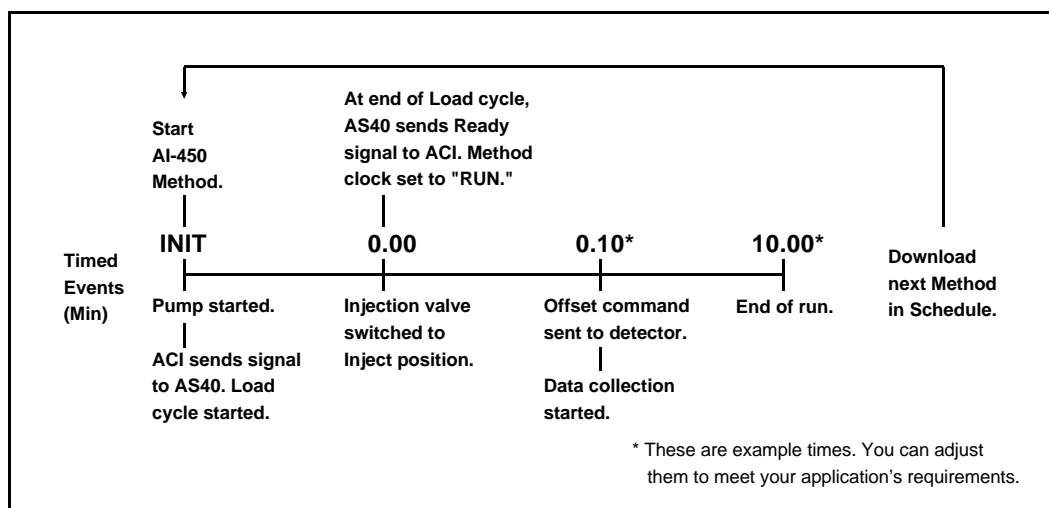 Start
AI-450
Method.
At end of Load cycle,
AS40 sends Ready
signal to ACI. Method
clock set to "RUN."
Timed
Events
(Min)
INIT
0.00
0.10*
10.00*
Pump started.
ACI sends signal
to AS40. Load
cycle started.
Injection valve
switched to
Inject position.
Offset command
sent to detector.
Data collection
started.
End of run.
Download
next Method
in Schedule.
* These are example times. You can adjust
them to meet your application’s requirements.